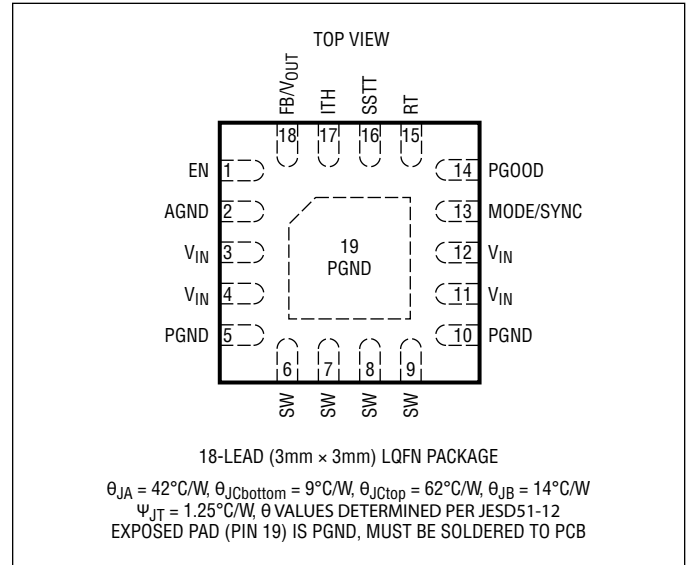 TOP VIEW
FB/VOUT
ITH
SSTT
RT
18
17
16
15
EN 1
14 PGOOD
AGND 2
13 MODE/SYNC
VIN 3
12 VIN
VIN 4
11 VIN
PGND 5
10 PGND
19
PGND
6
7
8
9
SW
SW
SW
SW
18-LEAD (3mm × 3mm) LQFN PACKAGE
θJA = 42°C/W, θJCbottom = 9°C/W, θJCtop = 62°C/W, θJB = 14°C/W
ΨJT = 1.25°C/W, θ VALUES DETERMINED PER JESD51-12
EXPOSED PAD (PIN 19) IS PGND, MUST BE SOLDERED TO PCB